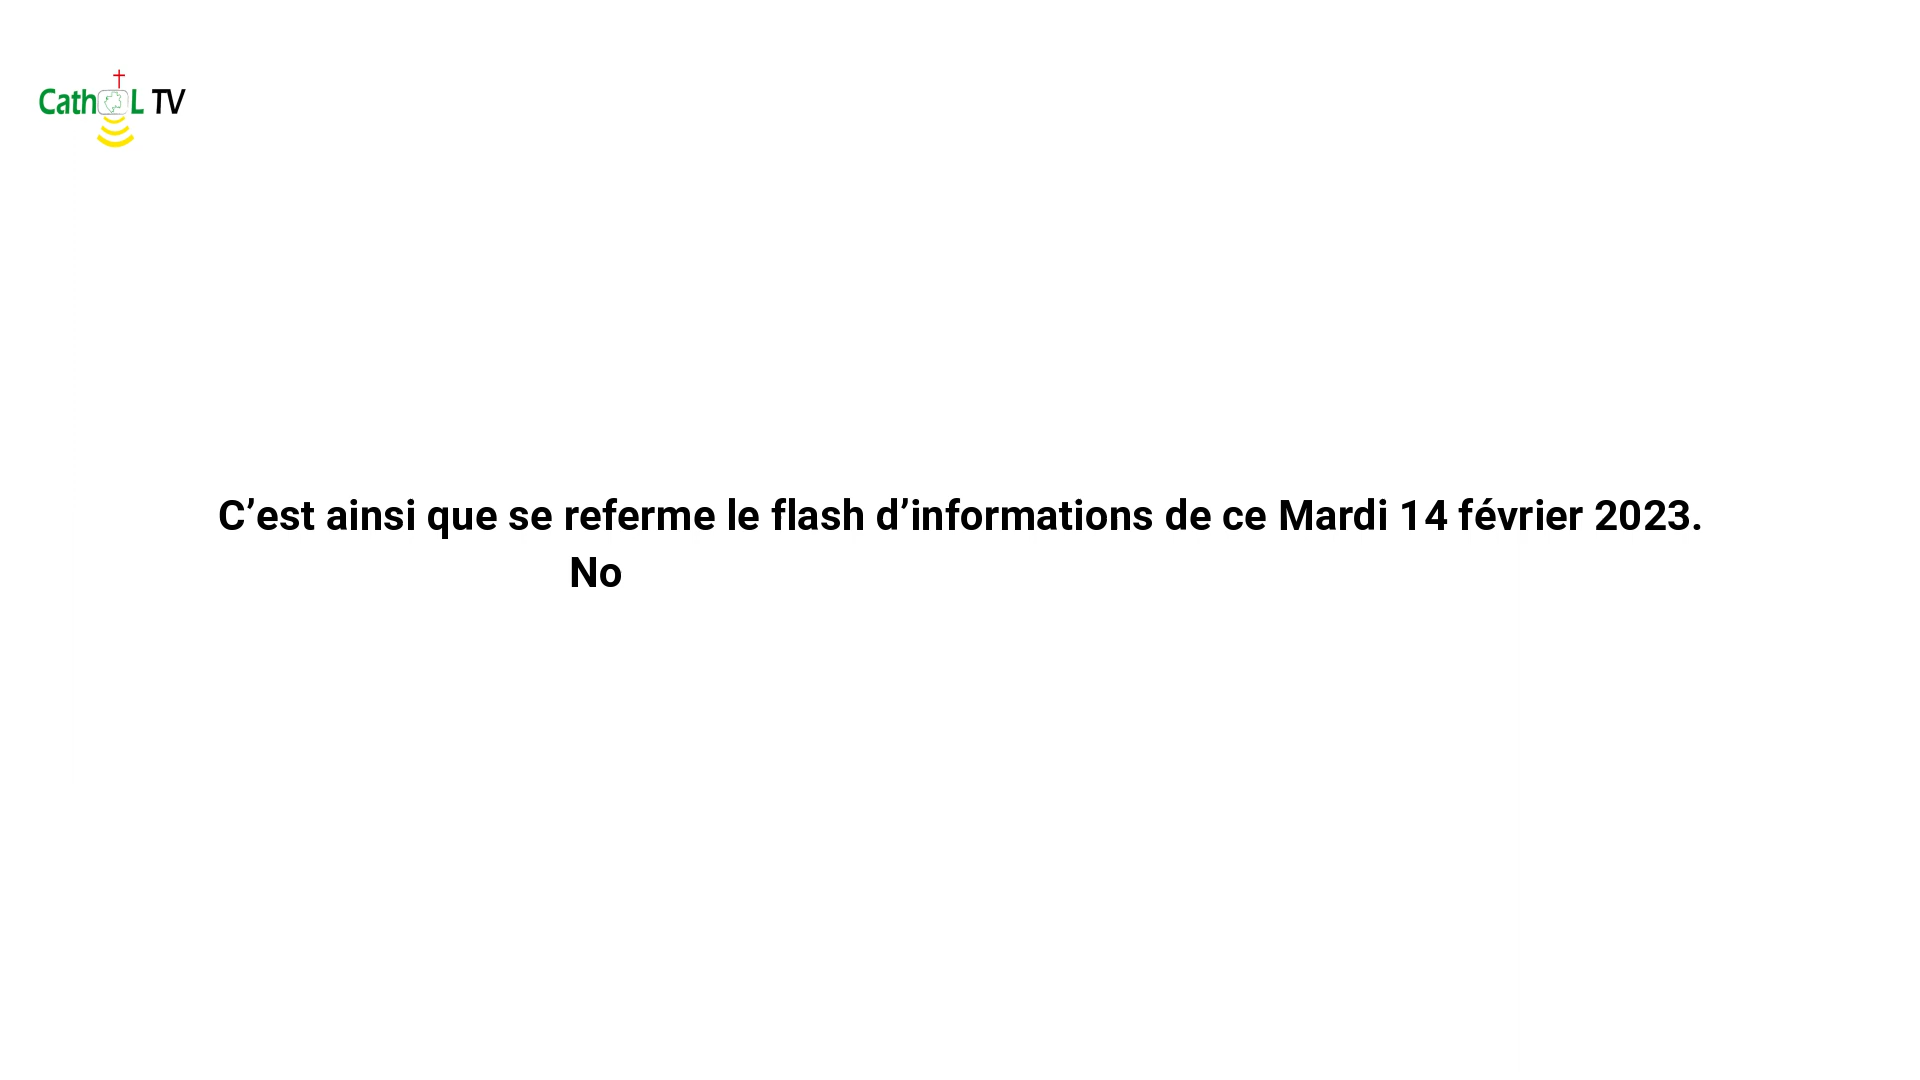 CathOL TV
C’est ainsi que se referme le flash d’informations de ce Mardi 14 février 2023.
No